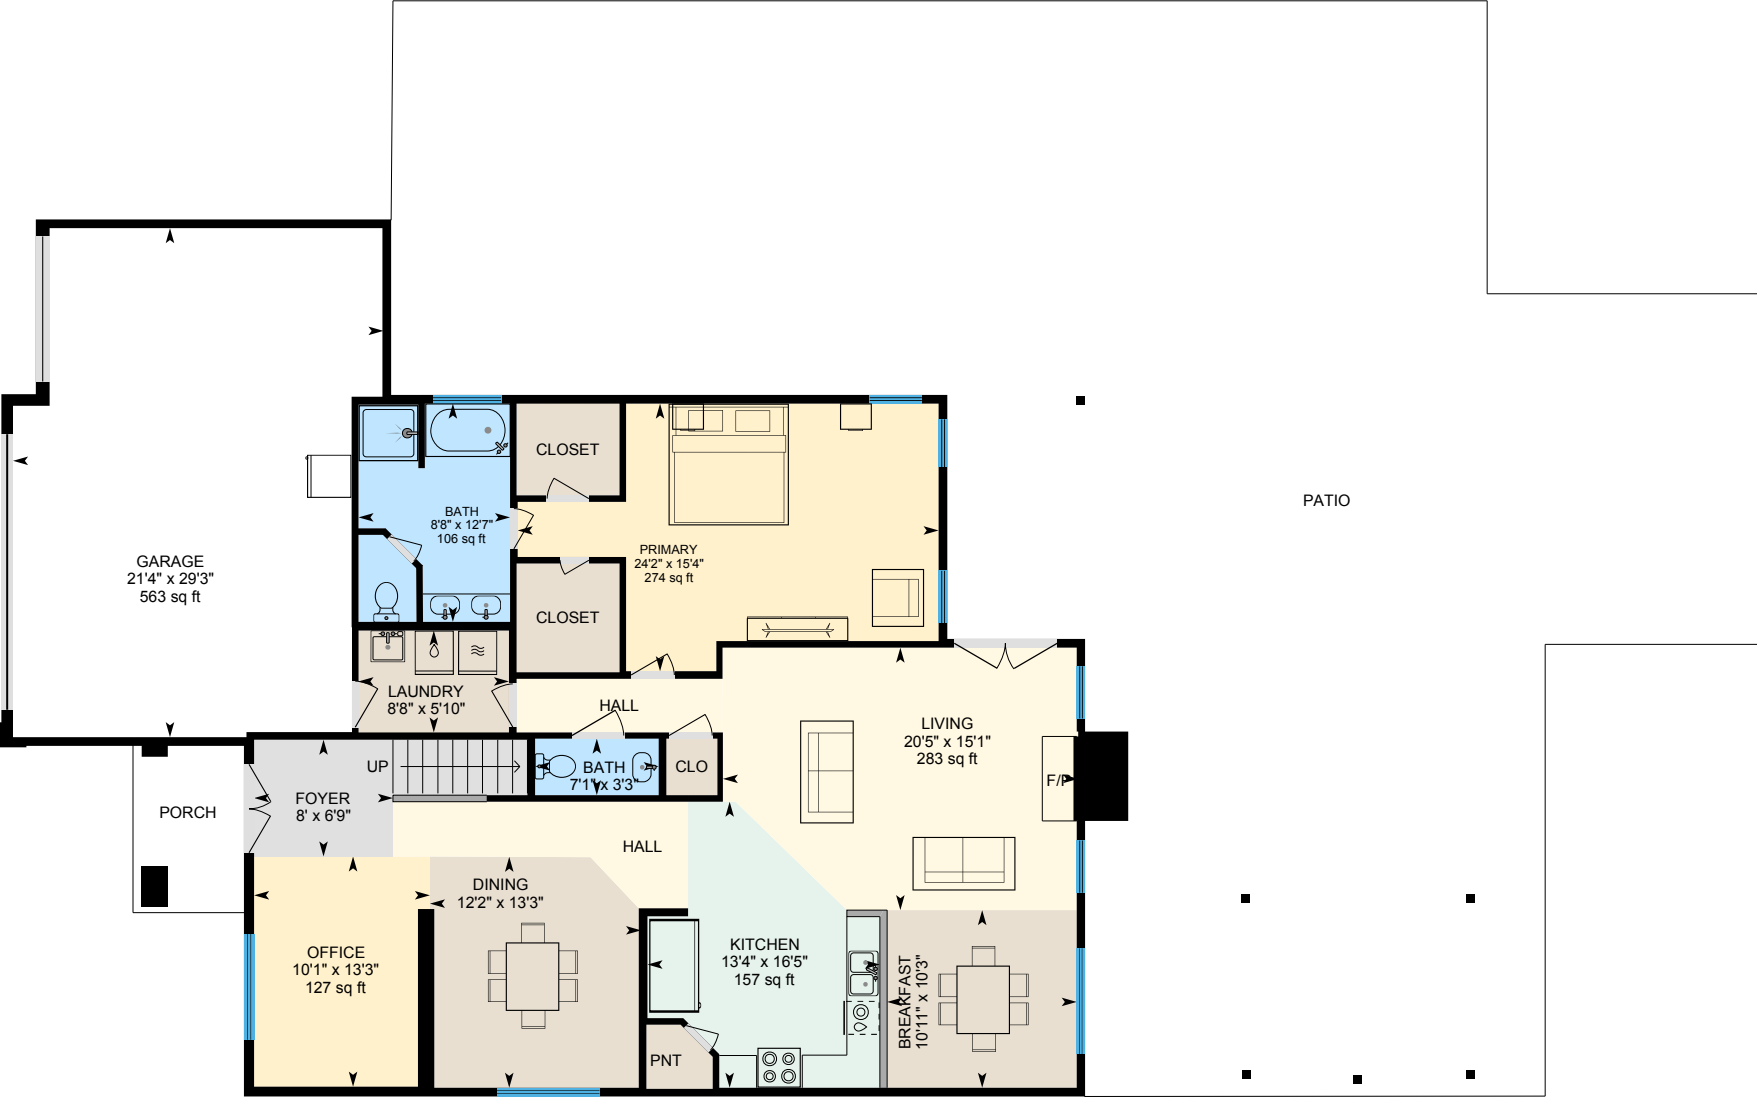 PATIO
CLOSET
BATH
8'8" x 12'7"
106 sq ft
PRIMARY
24'2" x 15'4"
274 sq ft
GARAGE
21'4" x 29'3"
563 sq ft
CLOSET
LAUNDRY
8'8" x 5'10"
HALL
LIVING
20'5" x 15'1"
283 sq ft
UP
BATH
7'1" x 3'3"
CLO
F/P
FOYER
8' x 6'9"
PORCH
HALL
DINING
12'2" x 13'3"
OFFICE
10'1" x 13'3"
127 sq ft
KITCHEN
13'4" x 16'5"
157 sq ft
BREAKFAST
10'11" x 10'3"
PNT